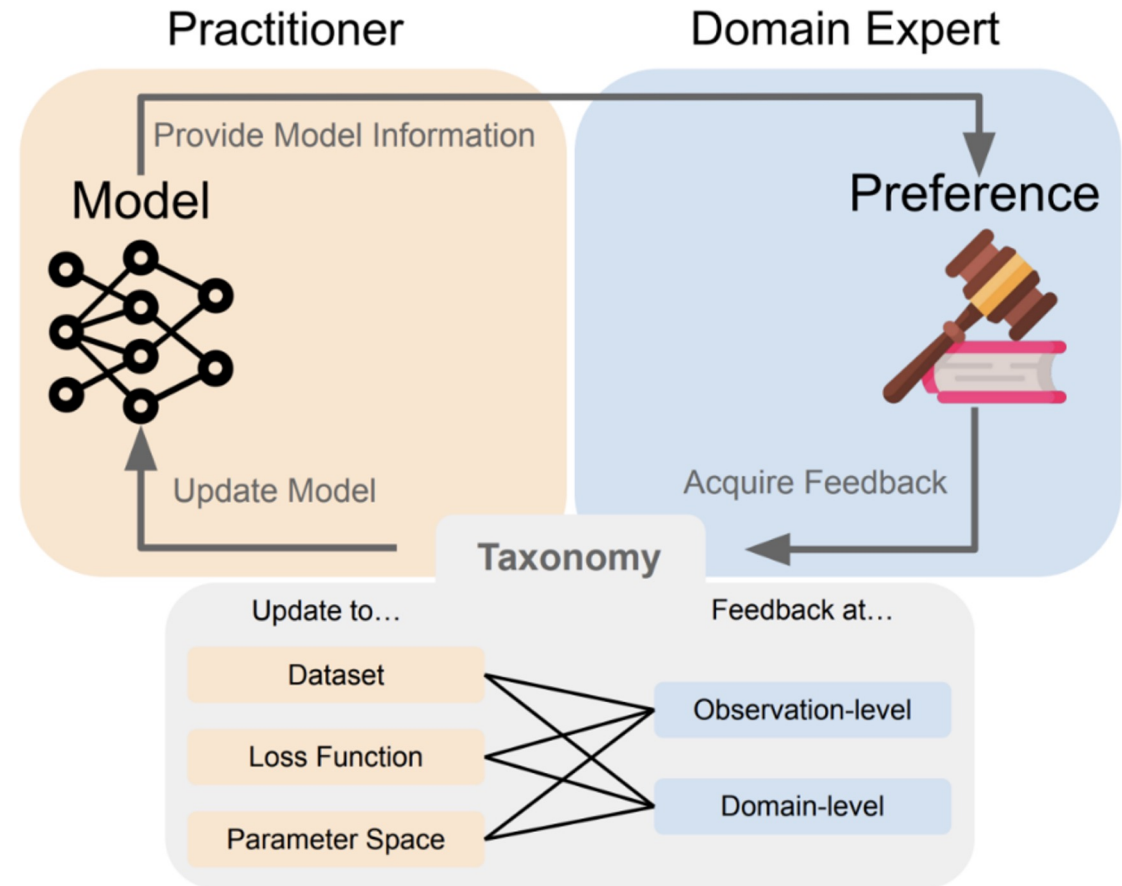 Practitioner
Domain Expert
Provide Model Information
Model
Preference
Update Model
Acquire Feedback
Taxonomy
Update to…
Feedback at…
Dataset
Observation-level
Loss Function
Domain-level
Parameter Space